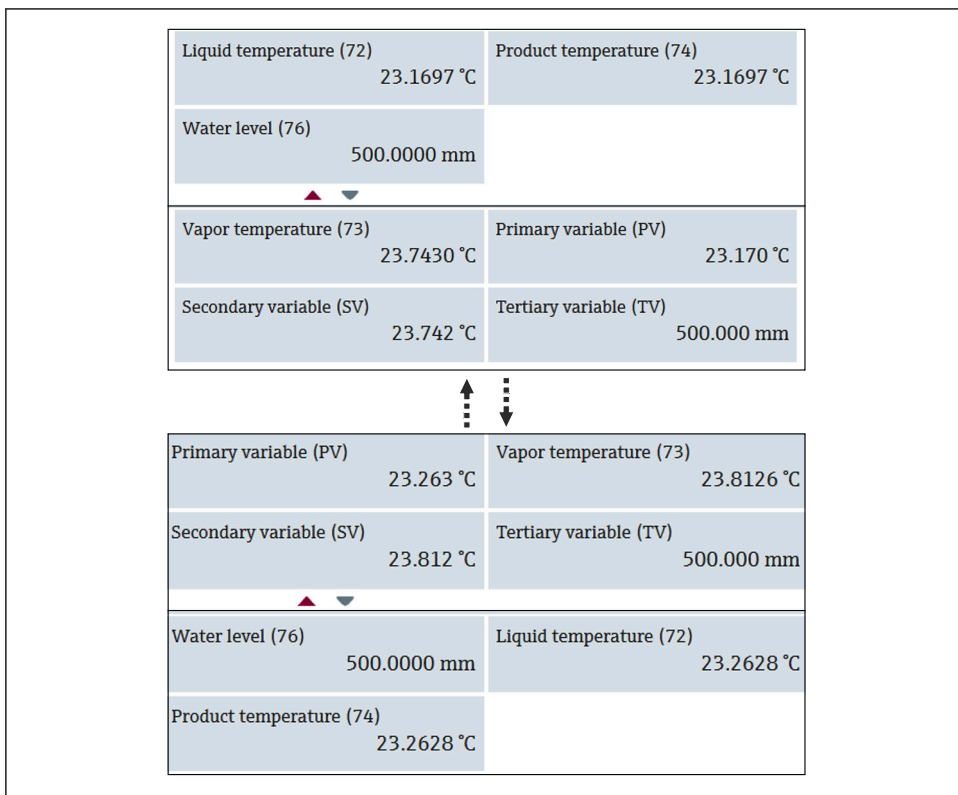 Liquid temperature (72)
23.1697 °C
Product temperature (74)
23.1697 °C
Water level (76)
500.0000 mm
Vapor temperature (73)
23.7430 °C
Primary variable (PV)
23.170 °C
Secondary variable (SV)
23.742 °C
Tertiary variable (TV)
500.000 mm
Primary variable (PV)
23.263 °C
Vapor temperature (73)
23.8126 °C
Secondary variable (SV)
23.812 °C
Tertiary variable (TV)
500.000 mm
Water level (76)
500.0000 mm
Liquid temperature (72)
23.2628 °C
Product temperature (74)
23.2628 °C